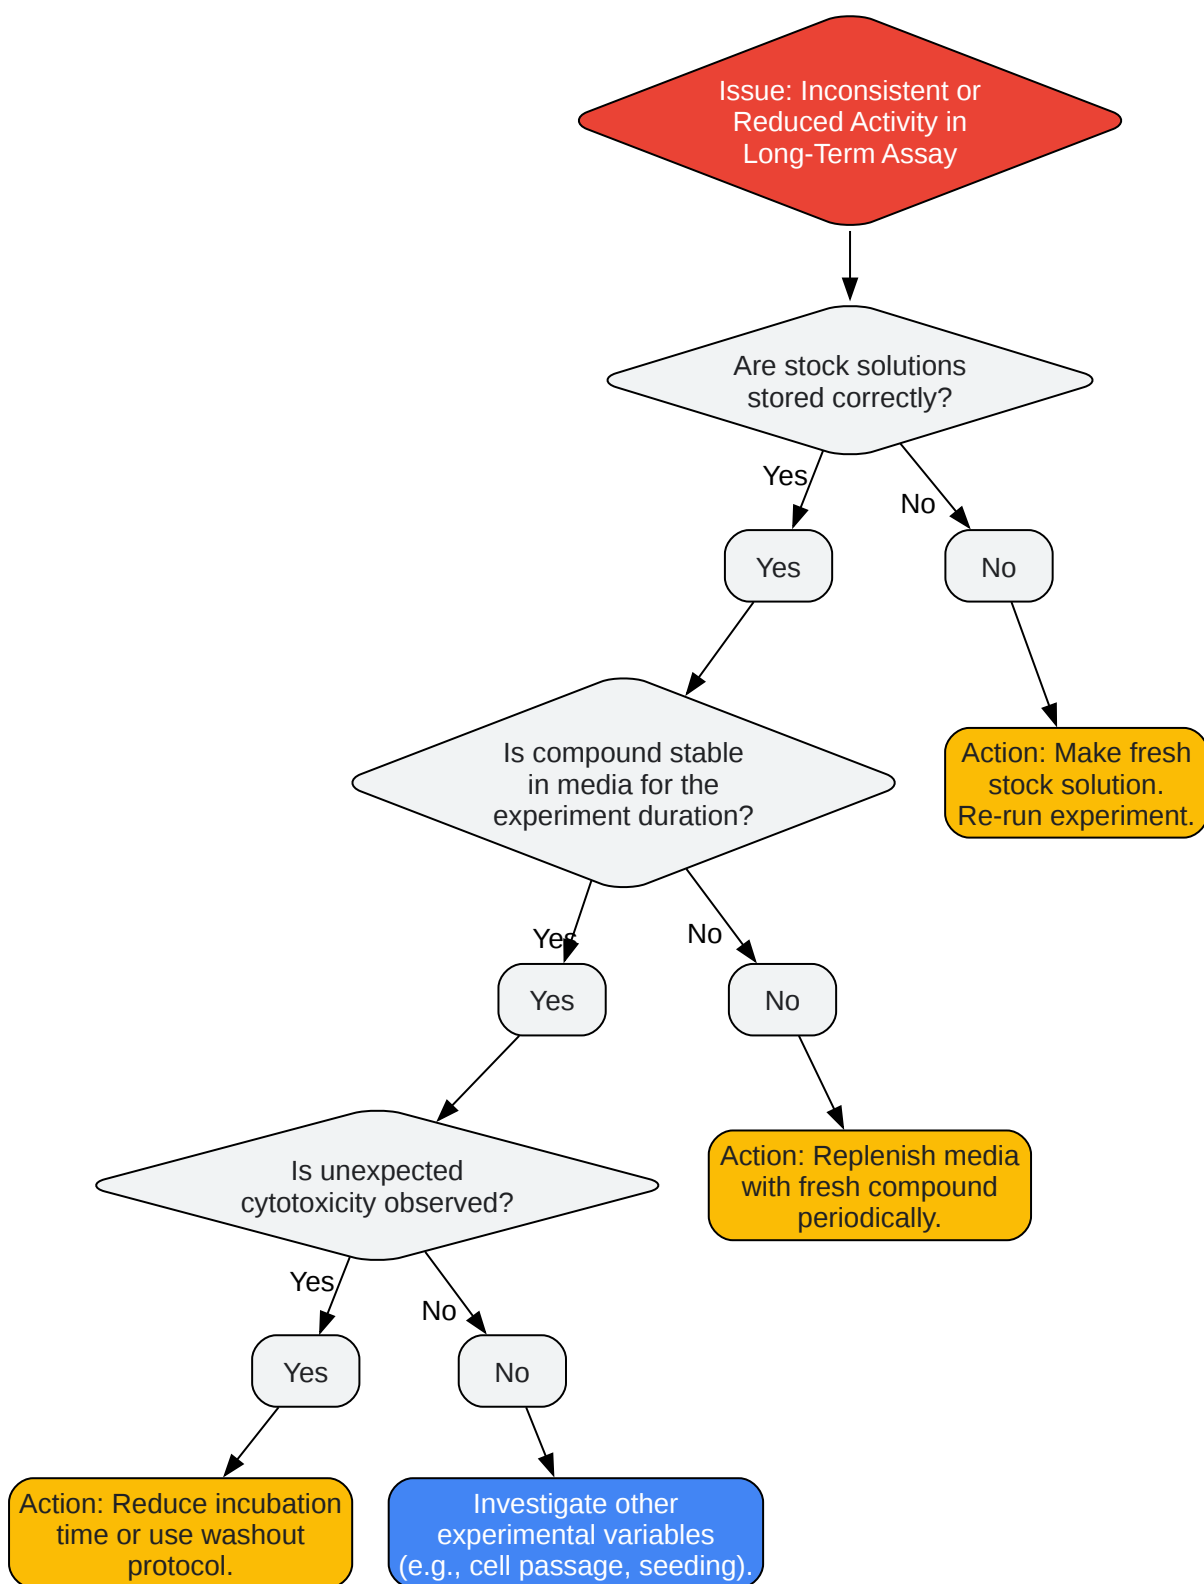 Issue: Inconsistent or
Reduced Activity in
Long-Term Assay
Are stock solutions
stored correctly?
Yes
No
Yes
No
Action: Make fresh
stock solution.
Re-run experiment.
Is compound stable
in media for the
experiment duration?
Yes
No
Yes
No
Action: Replenish media
with fresh compound
periodically.
Is unexpected
cytotoxicity observed?
Yes
No
Yes
No
Action: Reduce incubation
time or use washout
protocol.
Investigate other
experimental variables
(e.g., cell passage, seeding).